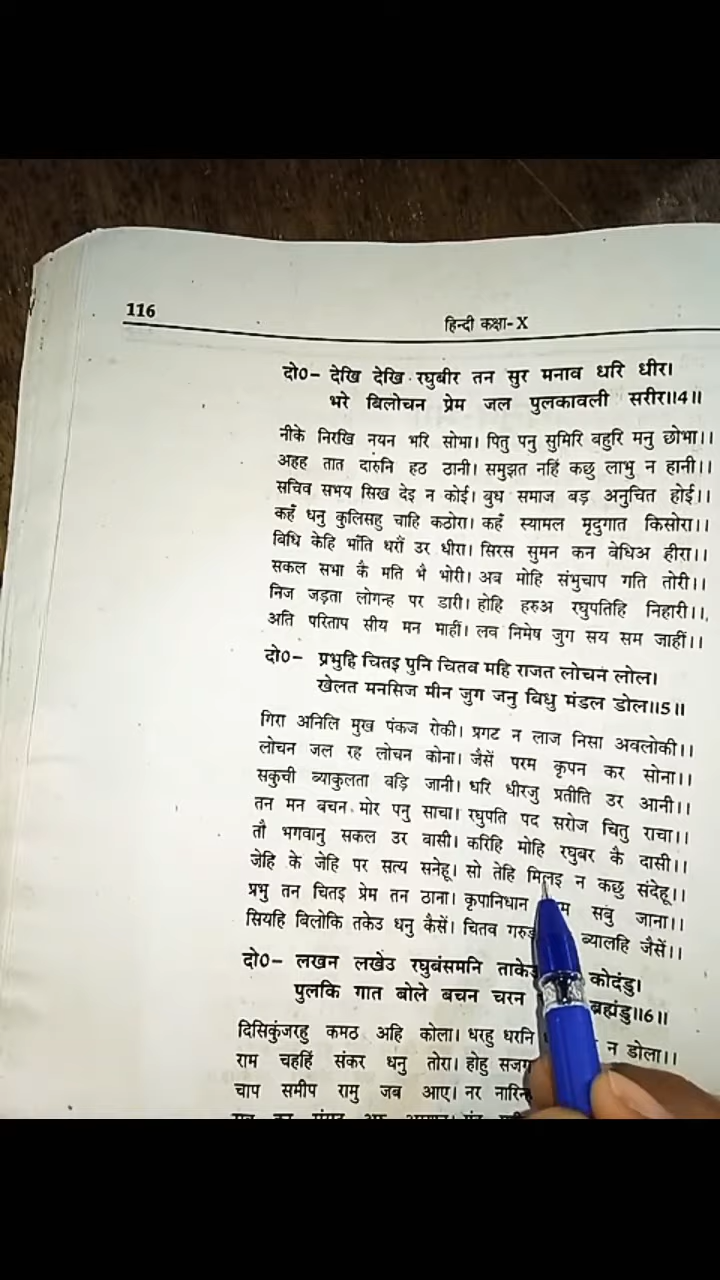 116
हिन्दी कक्षा-X
दो0- देखि देखि रघुबीर तन सुर मनाव धरि धीर।
भरे बिलोचन प्रेम जल पुलकावली सरीर॥4॥
नीके निरखि नयन भरि सोभा। पितु पनु सुमिरि बहुरि मनु छोभा।।
अहह तात दारुनि हठ ठानी। समुझत नहिं कछु लाभु न हानी।।
सचिव सभय सिख देइ न कोई। बुध समाज बड़ अनुचित होई।।
कहँ धनु कुलिसहु चाहि कठोरा। कहँ स्यामल मृदुगात किसोरा।।
बिधि केहि भाँति धरौं उर धीरा। सिरस सुमन कन बेधिअ हीरा।।
सकल सभा कै मति भै भोरी। अब मोहि संभुचाप गति तोरी।।
निज जड़ता लोगन्ह पर डारी। होहि हरुअ रघुपतिहि निहारी।।
अति परिताप सीय मन माहीं। लव निमेष जुग सय सम जाहीं।।
दो0- प्रभुहि चितइ पुनि चितव महि राजत लोचन लोल।
खेलत मनसिज मीन जुग जनु बिधु मंडल डोल॥5॥
गिरा अनिलि मुख पंकज रोकी। प्रगट न लाज निसा अवलोकी।।
लोचन जल रह लोचन कोना। जैसें परम कृपन कर सोना।।
सकुची ब्याकुलता बड़ि जानी। धरि धीरजु प्रतीति उर आनी।।
तन मन बचन मोर पनु साचा। रघुपति पद सरोज चितु राचा।।
तौ भगवानु सकल उर बासी। करिहि मोहि रघुबर कै दासी।।
जेहि के जेहि पर सत्य सनेहू। सो तेहि मिलइ न कछु संदेहू।।
प्रभु तन चितइ प्रेम तन ठाना। कृपानिधान सबु जाना।।
सियहि बिलोकि तकेउ धनु कैसें। चितव ब्यालहि जैसें।।
दो0- लखन लखेउ रघुबंसमनि ताकेउ कोदंडु।
पुलकि गात बोले बचन चरन ब्रह्मंडु॥6॥
दिसिकुंजरहु कमठ अहि कोला। धरहु धरनि न डोला।।
राम चहहिं संकर धनु तोरा। होहु सजग
चाप समीप रामु जब आए। नर नारिन्ह